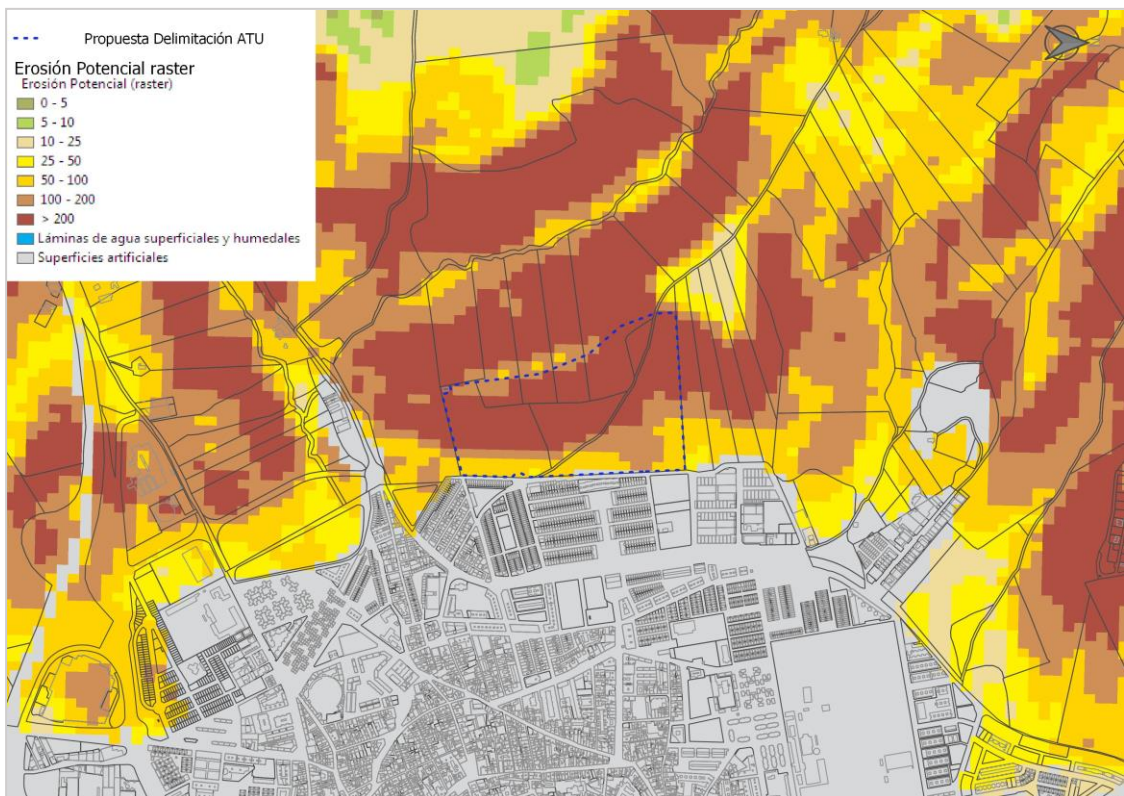 Propuesta Delimitación ATU
Erosión Potencial raster
Erosión Potencial (raster)
0 - 5
5 - 10
10 - 25
25 - 50
50 - 100
100 - 200
> 200
Láminas de agua superficiales y humedales
Superficies artificiales